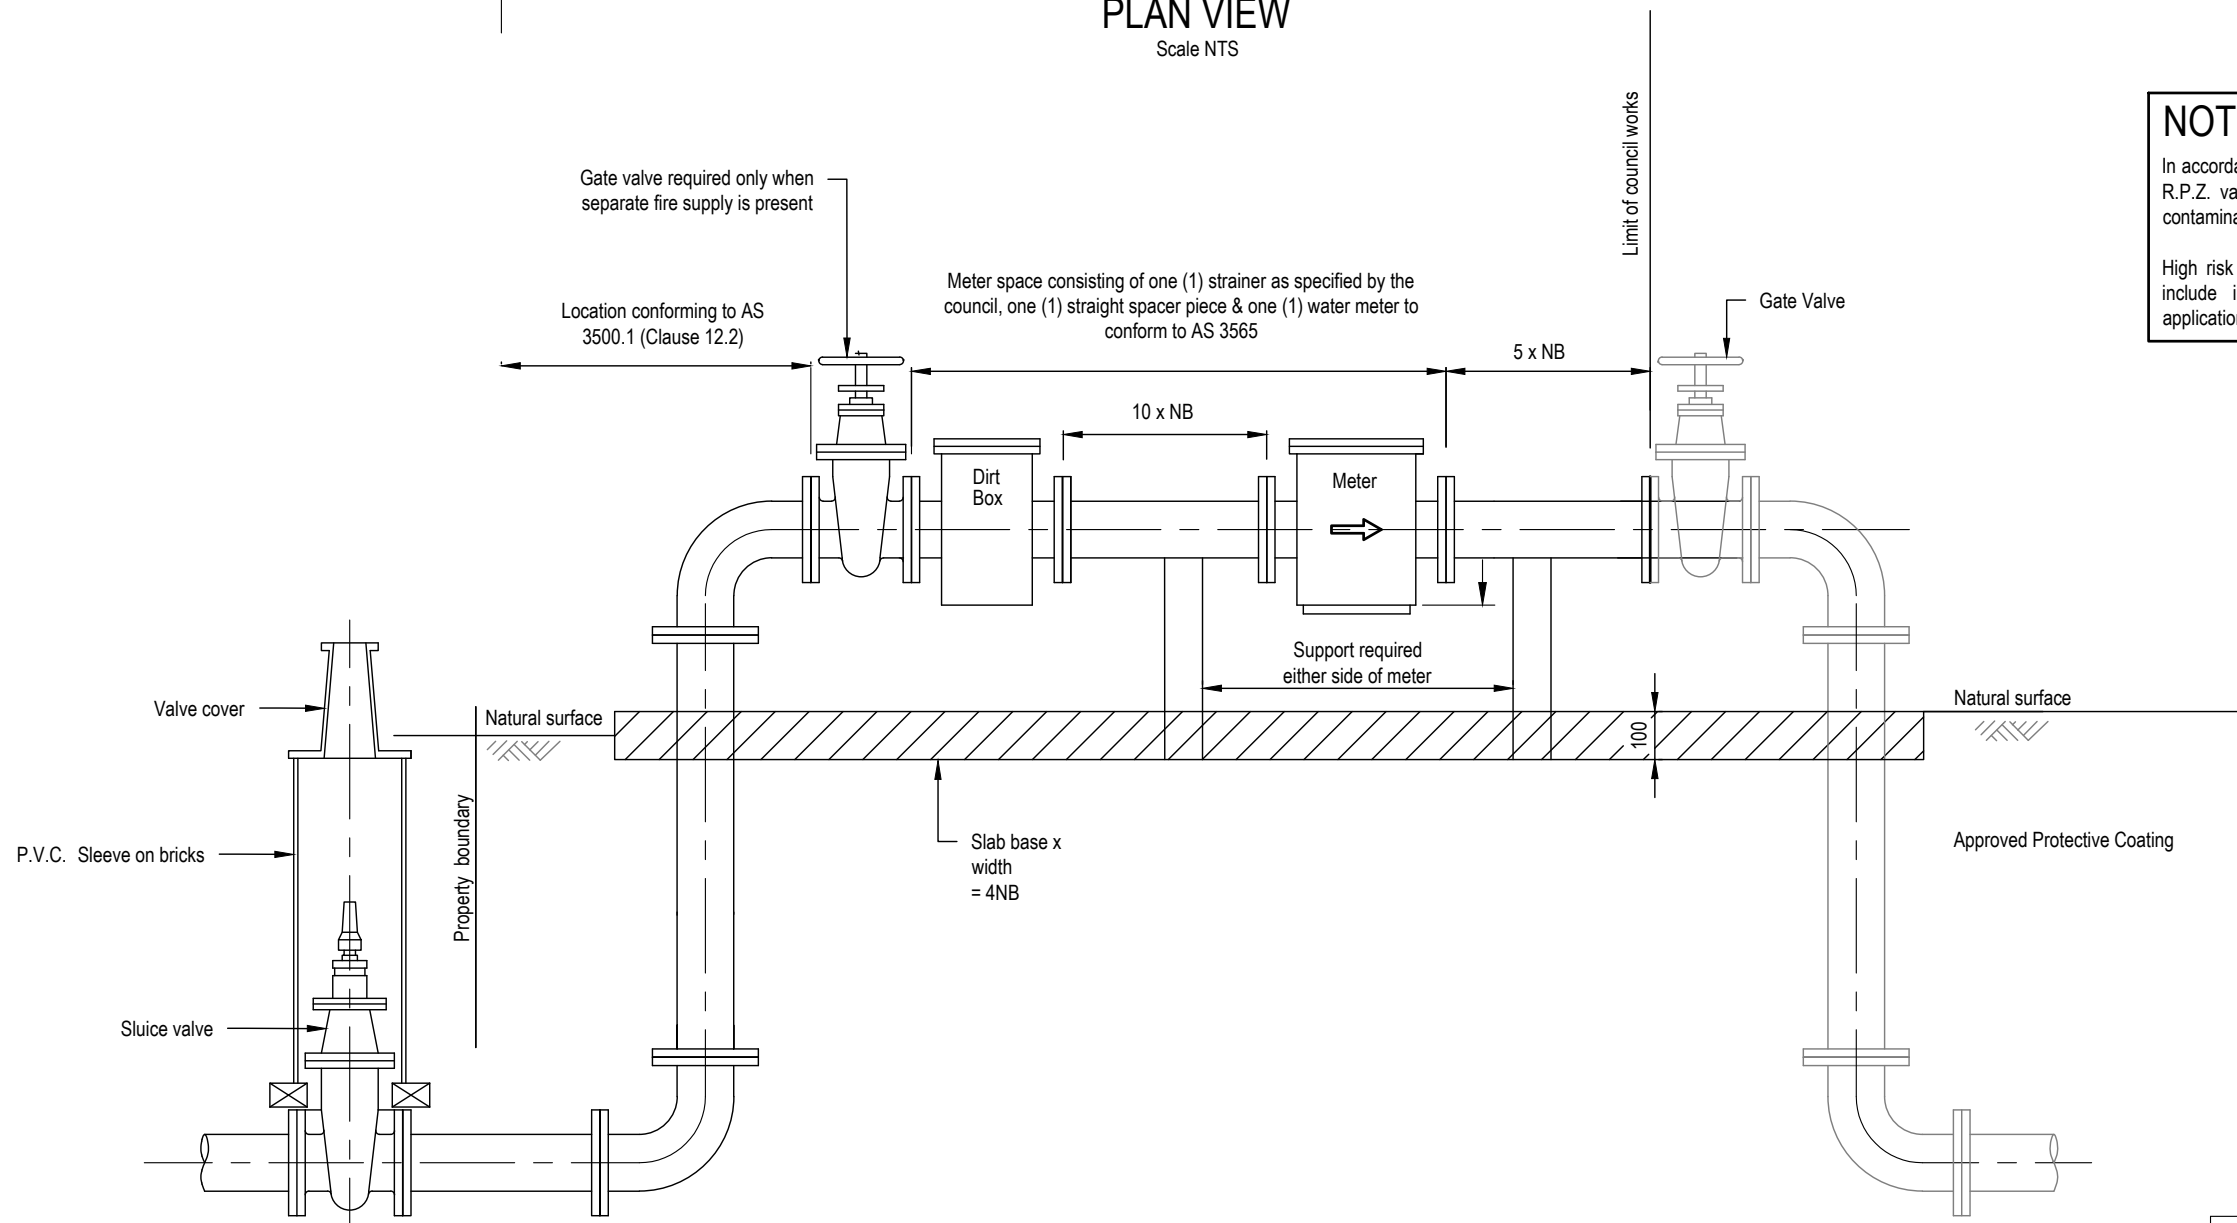 PLAN VIEW
Scale NTS
Limit of council works
NOT
In accorda
R.P.Z. va
contamina
High risk
include i
application
Gate valve required only when
separate fire supply is present
Meter space consisting of one (1) strainer as specified by the
council, one (1) straight spacer piece & one (1) water meter to
conform to AS 3565
Location conforming to AS
3500.1 (Clause 12.2)
Gate Valve
5 x NB
10 x NB
Dirt
Box
Meter
Support required
either side of meter
Valve cover
Natural surface
Natural surface
100
Property boundary
P.V.C. Sleeve on bricks
Slab base x
width
= 4NB
Approved Protective Coating
Sluice valve